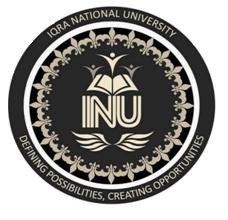 IQRA NATIONAL UNIVERSITY
INU
DEFINING POSSIBILITIES, CREATING OPPORTUNITIES